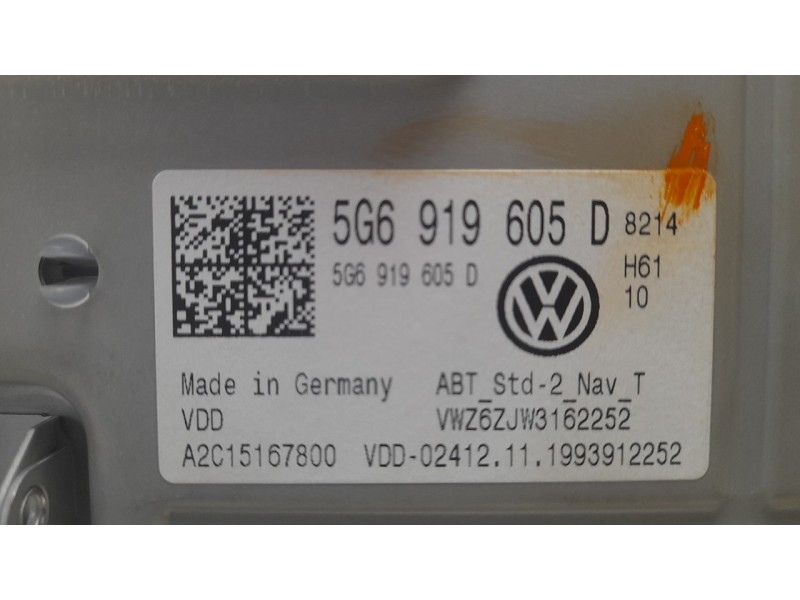 5G6 919 605 D 8214
5G6 919 605 D H61
10
Made in Germany ABT_Std-2_Nav_T
VDD VWZ6ZJW3162252
A2C15167800 VDD-02412.11.1993912252